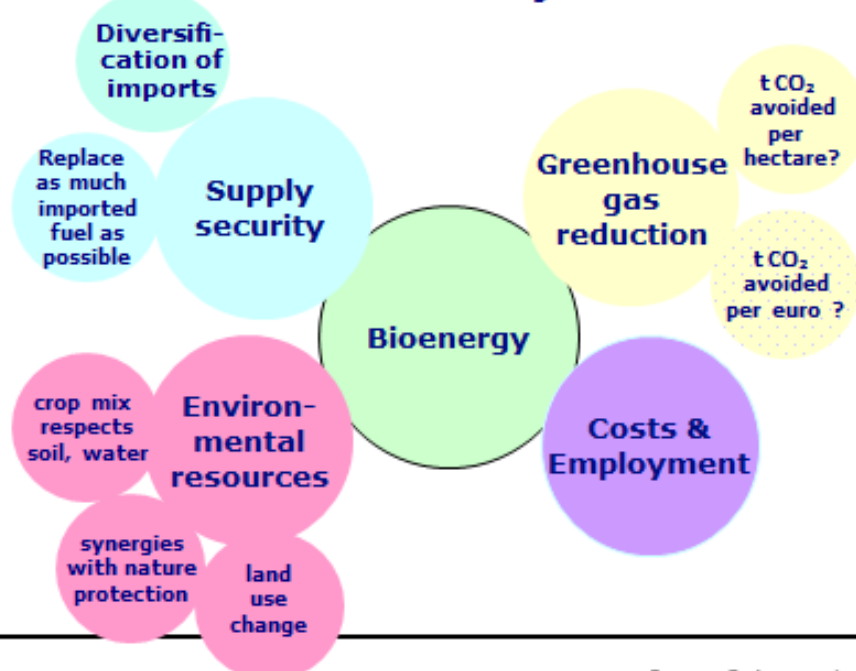 Diversifi-
cation of
imports
Replace
as much
imported
fuel as
possible
Supply
security
Greenhouse
gas
reduction
t CO₂
avoided
per
hectare?
t CO₂
avoided
per euro ?
Bioenergy
crop mix
respects
soil, water
Environ-
mental
resources
Costs &
Employment
synergies
with nature
protection
land
use
change